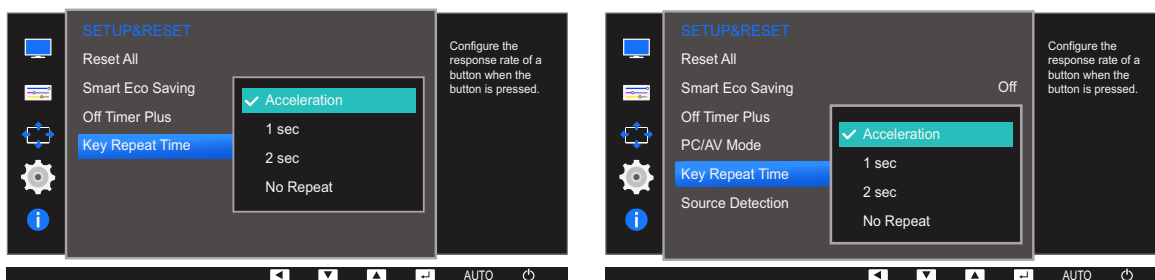 SETUP&RESET
Reset All
Smart Eco Saving
Off Timer Plus
Key Repeat Time
Acceleration
1 sec
2 sec
No Repeat
Configure the
response rate of a
button when the
button is pressed.
AUTO
SETUP&RESET
Reset All
Smart Eco Saving Off
Off Timer Plus
PC/AV Mode
Key Repeat Time
Source Detection
Acceleration
1 sec
2 sec
No Repeat
Configure the
response rate of a
button when the
button is pressed.
AUTO